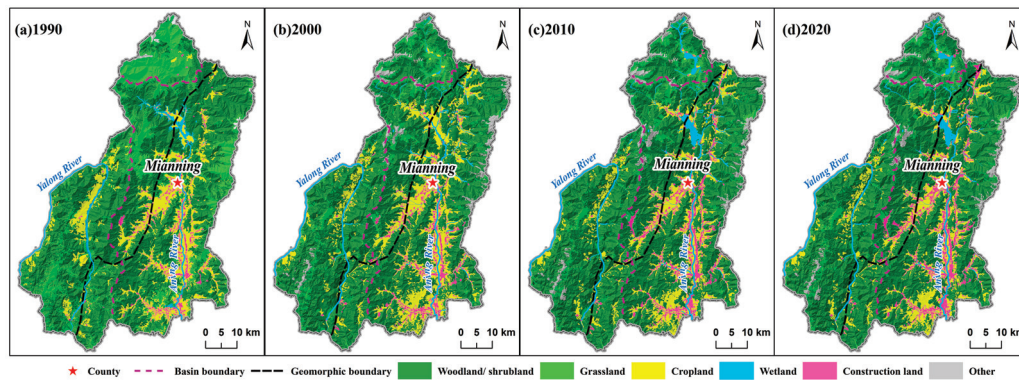 (a)1990
N
Yalong River
Mianning
Anning River
0 5 10 km
(b)2000
N
Yalong River
Mianning
Anning River
0 5 10 km
(c)2010
N
Yalong River
Mianning
Anning River
0 5 10 km
(d)2020
N
Yalong River
Mianning
Anning River
0 5 10 km
County Basin boundary Geomorphic boundary Woodland/ shrubland Grassland Cropland Wetland Construction land Other